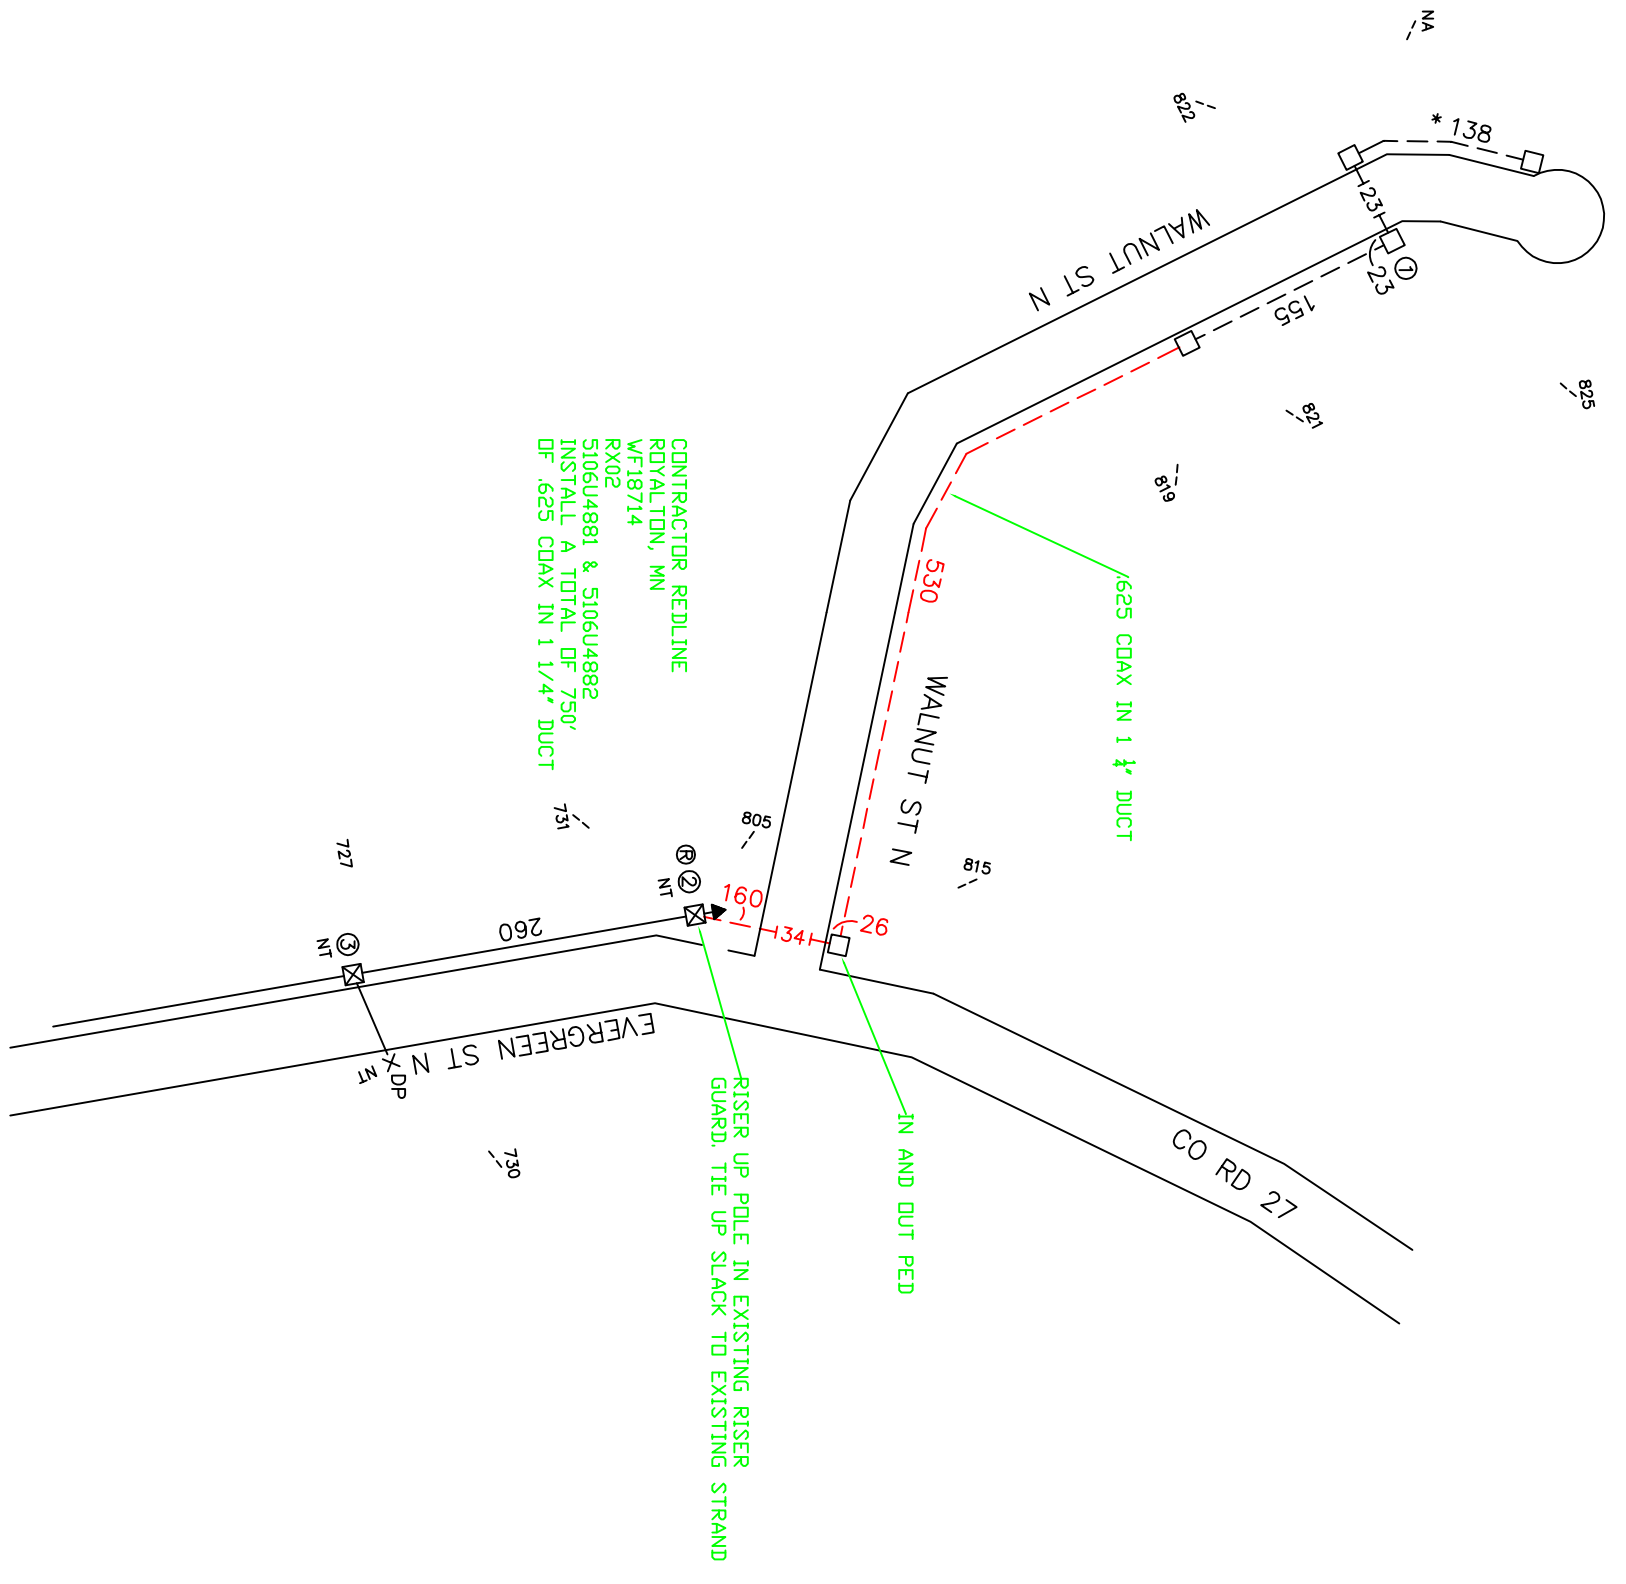 NA
822
* 138
23
23
7
155
WALNUT ST N
825
821
819
CONTRACTOR REDLINE
ROYALTON, MN
WF18714
RX02
5106U4881 & 5106U4882
INSTALL A TOTAL OF 750'
OF .625 COAX IN 1 1/4" DUCT
.625 COAX IN 1 1/4" DUCT
530
WALNUT ST N
731
805
727
815
R 2
NT
160
34
26
260
3
NT
EVERGREEN ST N
NT
DP
730
RISER UP POLE IN EXISTING RISER
GUARD. TIE UP SLACK TO EXISTING STRAND
IN AND OUT PED
CO RD 27